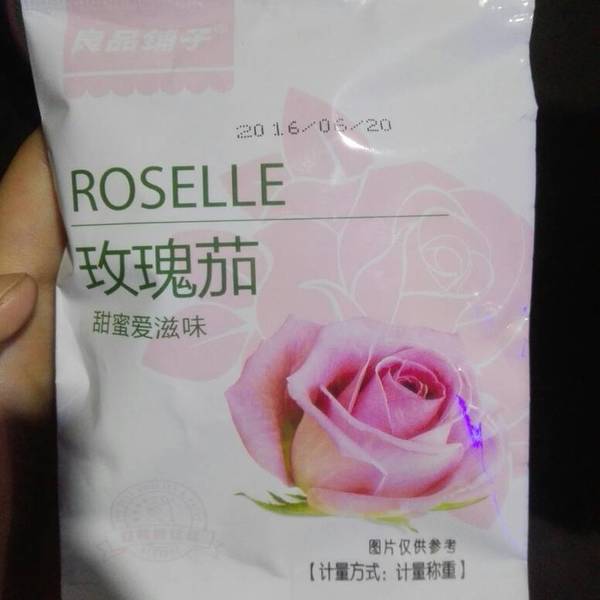 良品铺子
2016/06/20
ROSELLE
玫瑰茄
甜蜜爱滋味
图片仅供参考
【计量方式：计量称重】